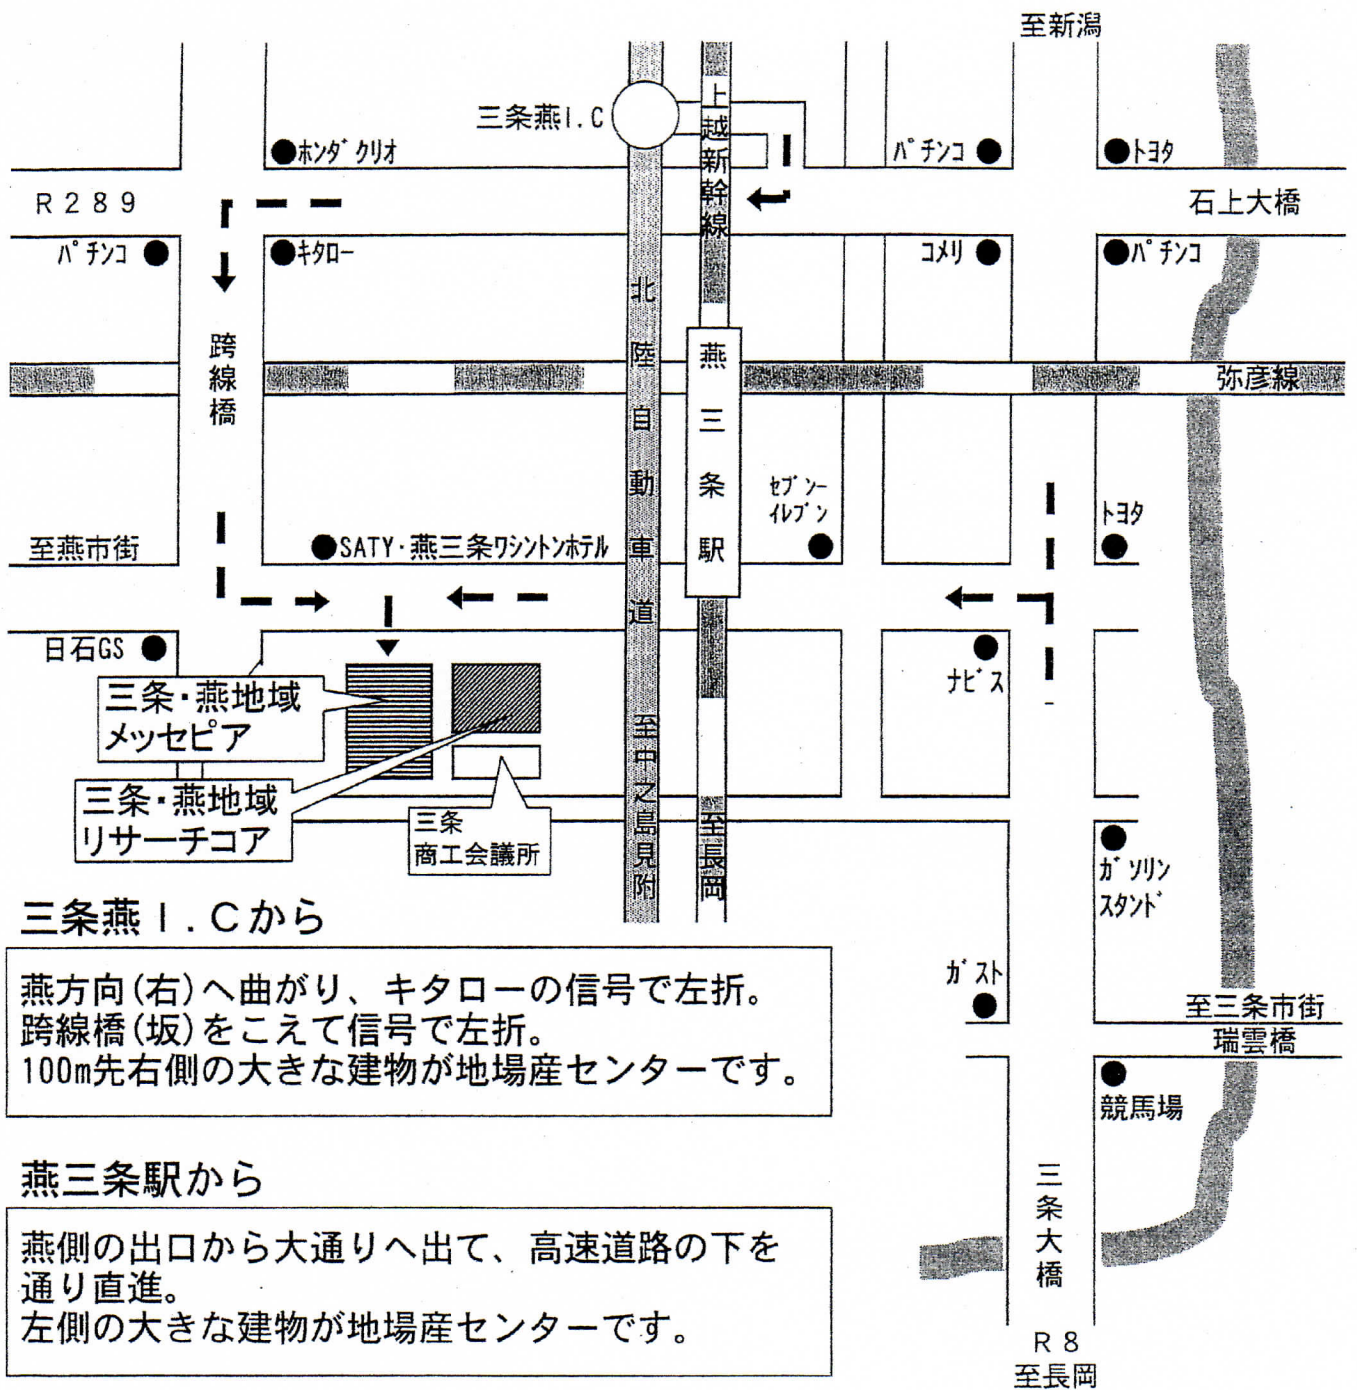 至新潟
三条燕I.C
上越新幹線
●ホンダクリオ
パチンコ●
●トヨタ
R289
石上大橋
パチンコ●
●キタロー
コメリ●
●パチンコ
跨線橋
北陸自動車道
燕三条駅
弥彦線
セブン-
イレブン
トヨタ
至燕市街
●SATY・燕三条ワシントンホテル
日石GS●
ナビス
三条・燕地域
メッセピア
三条・燕地域
リサーチコア
三条
商工会議所
至中之島見附
至長岡
ガソリン
スタンド
三条燕I.Cから
燕方向(右)へ曲がり、キタローの信号で左折。
跨線橋(坂)をこえて信号で左折。
100m先右側の大きな建物が地場産センターです。
ガスト
至三条市街
瑞雲橋
競馬場
燕三条駅から
燕側の出口から大通りへ出て、高速道路の下を
通り直進。
左側の大きな建物が地場産センターです。
三条大橋
R8
至長岡